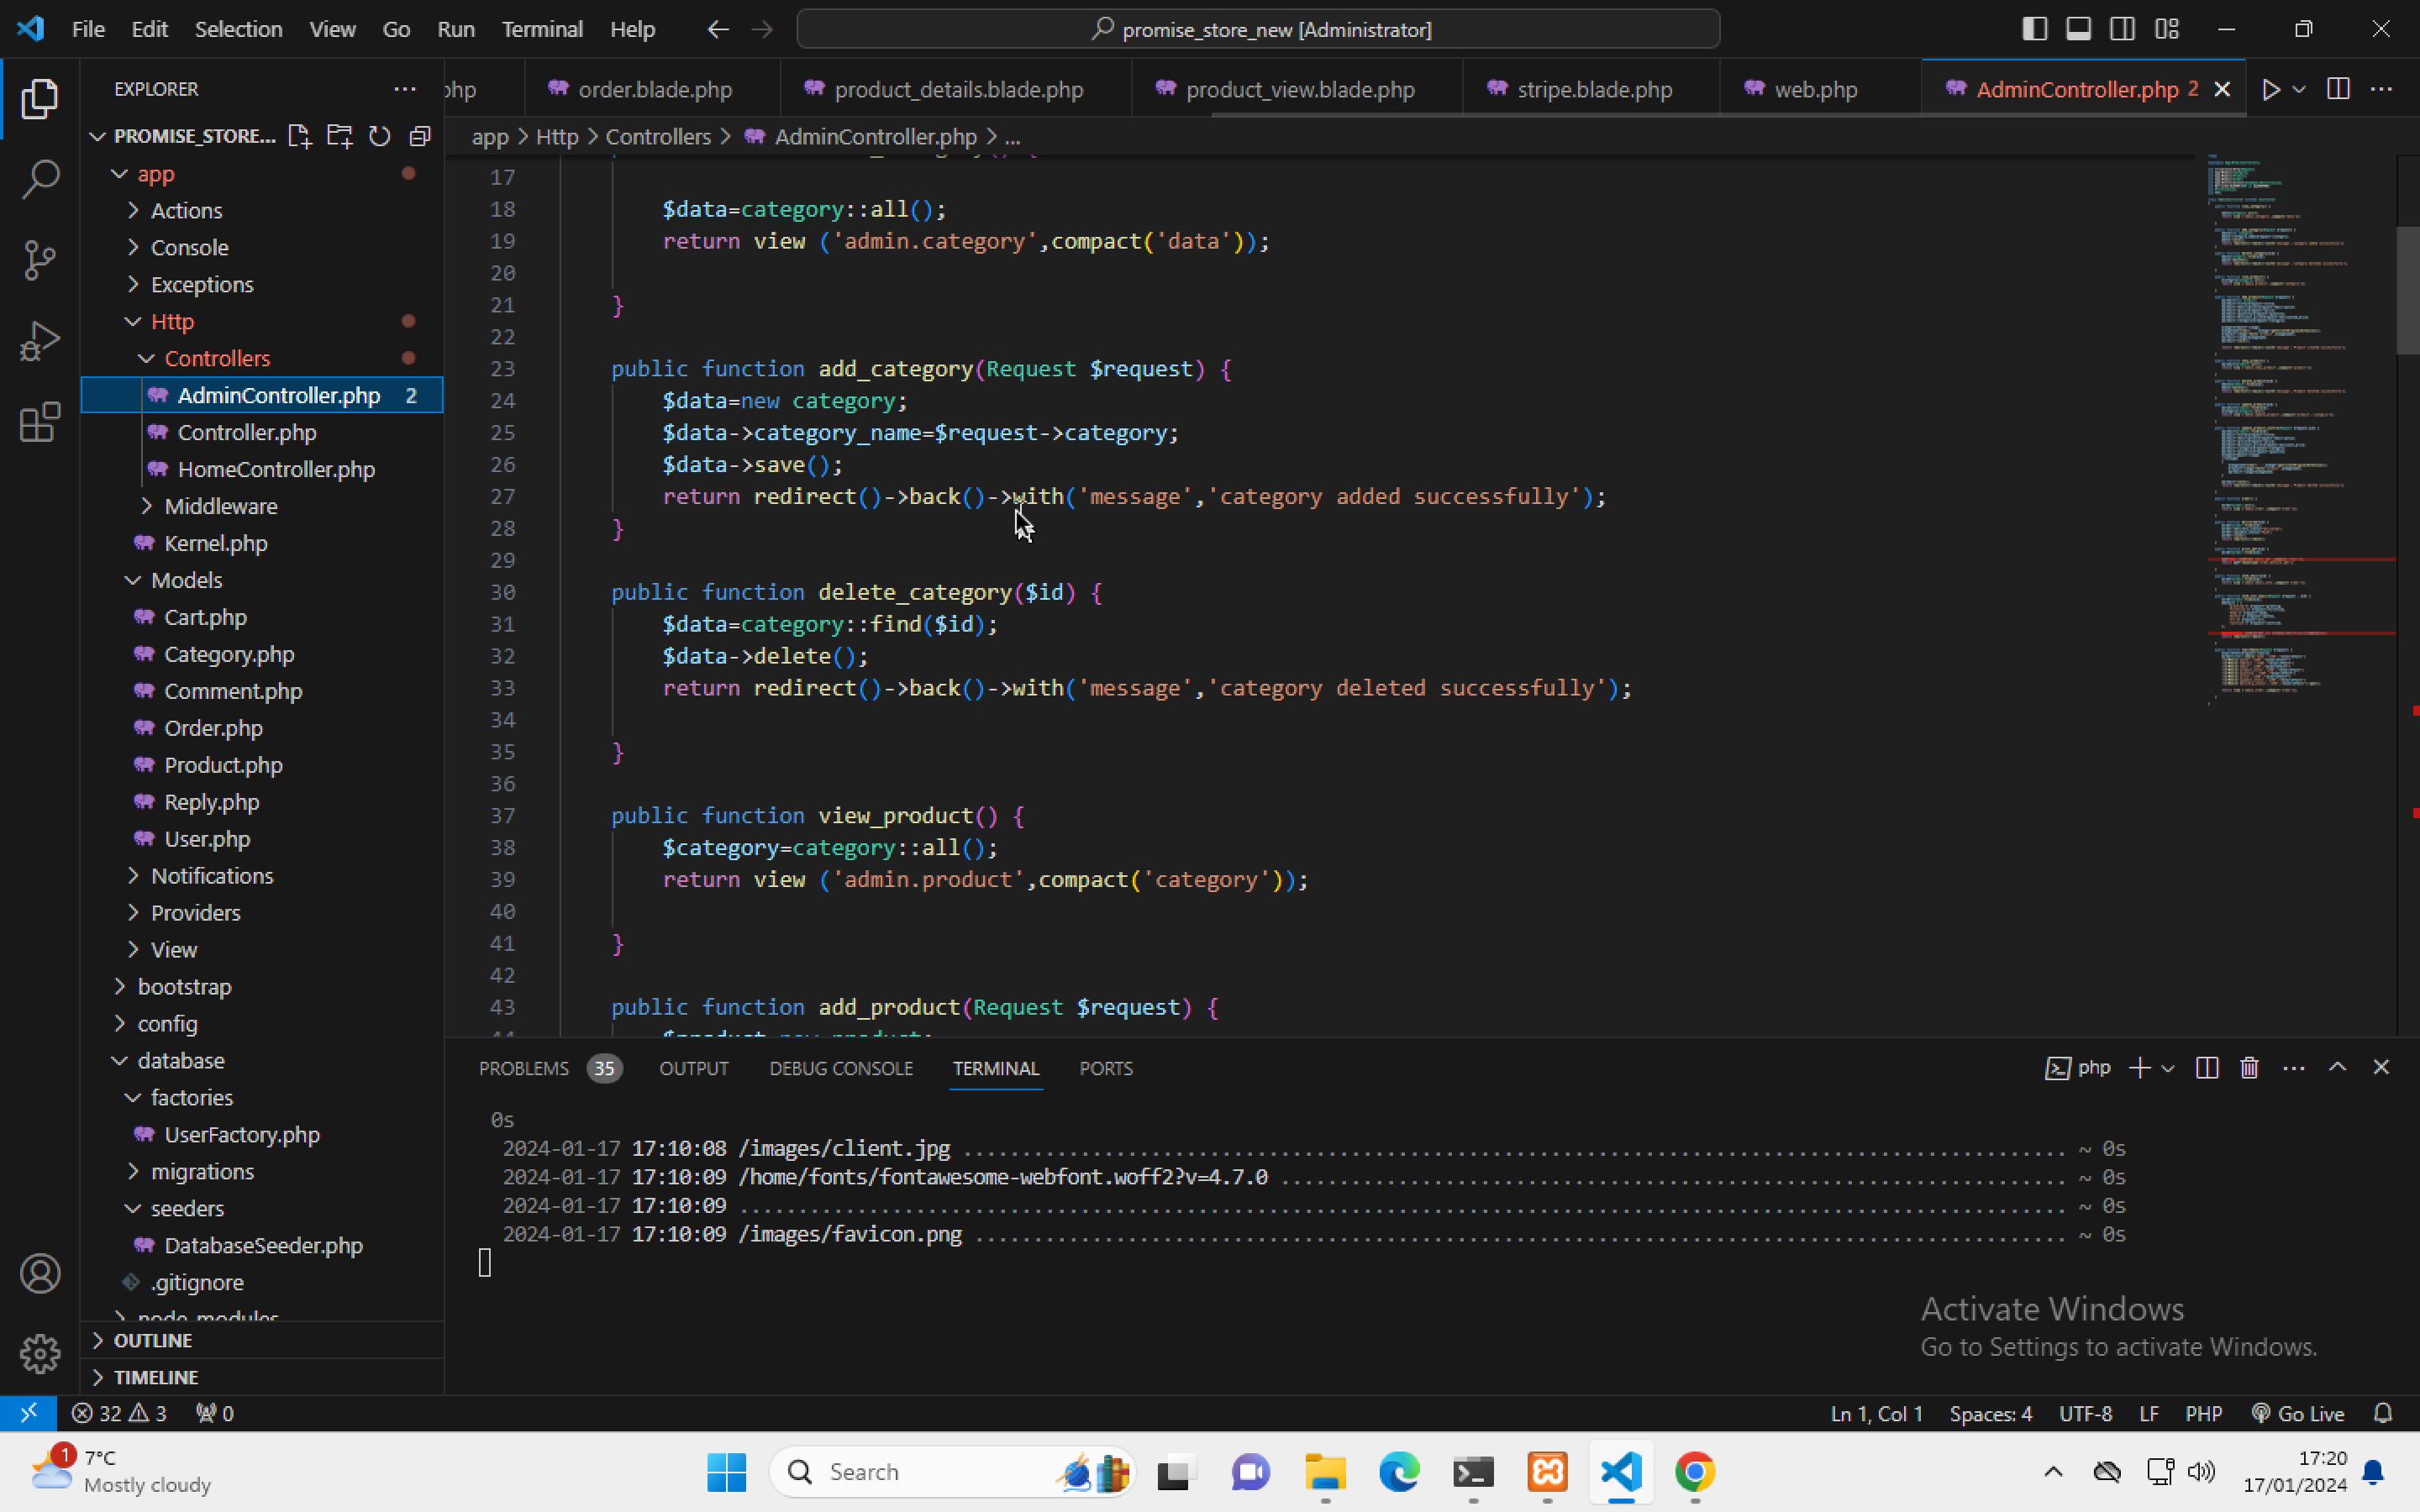 File Edit Selection View Go Run Terminal Help
promise_store_new [Administrator]
EXPLORER
order.blade.php product_details.blade.php product_view.blade.php stripe.blade.php web.php AdminController.php 2
PROMISE_STORE...
app > Http > Controllers > AdminController.php > ...
app
Actions
Console
Exceptions
Http
Controllers
AdminController.php 2
Controller.php
HomeController.php
Middleware
Kernel.php
Models
Cart.php
Category.php
Comment.php
Order.php
Product.php
Reply.php
User.php
Notifications
Providers
View
bootstrap
config
database
factories
UserFactory.php
migrations
seeders
DatabaseSeeder.php
.gitignore
node_modules
OUTLINE
TIMELINE
17
18 $data=category::all();
19 return view ('admin.category',compact('data'));
20
21 }
22
23 public function add_category(Request $request) {
24 $data=new category;
25 $data->category_name=$request->category;
26 $data->save();
27 return redirect()->back()->with('message','category added successfully');
28 }
29
30 public function delete_category($id) {
31 $data=category::find($id);
32 $data->delete();
33 return redirect()->back()->with('message','category deleted successfully');
34
35 }
36
37 public function view_product() {
38 $category=category::all();
39 return view ('admin.product',compact('category'));
40
41 }
42
43 public function add_product(Request $request) {
PROBLEMS 35 OUTPUT DEBUG CONSOLE TERMINAL PORTS
php
0s
2024-01-17 17:10:08 /images/client.jpg ........ ~ 0s
2024-01-17 17:10:09 /home/fonts/fontawesome-webfont.woff2?v=4.7.0 ........ ~ 0s
2024-01-17 17:10:09 ........ ~ 0s
2024-01-17 17:10:09 /images/favicon.png ........ ~ 0s
Activate Windows
Go to Settings to activate Windows.
32 3 0
Ln 1, Col 1 Spaces: 4 UTF-8 LF PHP Go Live
1
7°C
Mostly cloudy
Search
17:20
17/01/2024